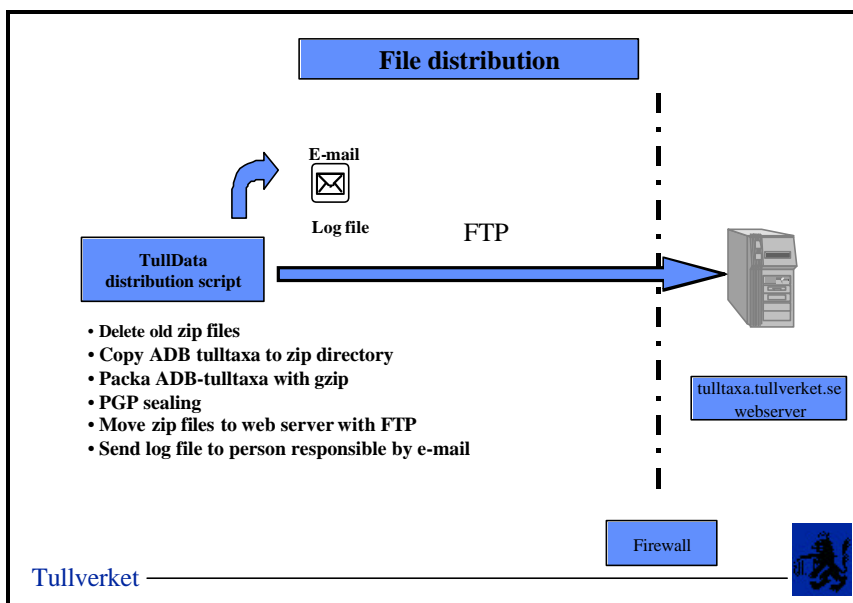 File distribution
E-mail
Log file
FTP
TullData
distribution script
• Delete old zip files
• Copy ADB tulltaxa to zip directory
• Packa ADB-tulltaxa with gzip
• PGP sealing
• Move zip files to web server with FTP
• Send log file to person responsible by e-mail
tulltaxa.tullverket.se
webserver
Firewall
Tullverket